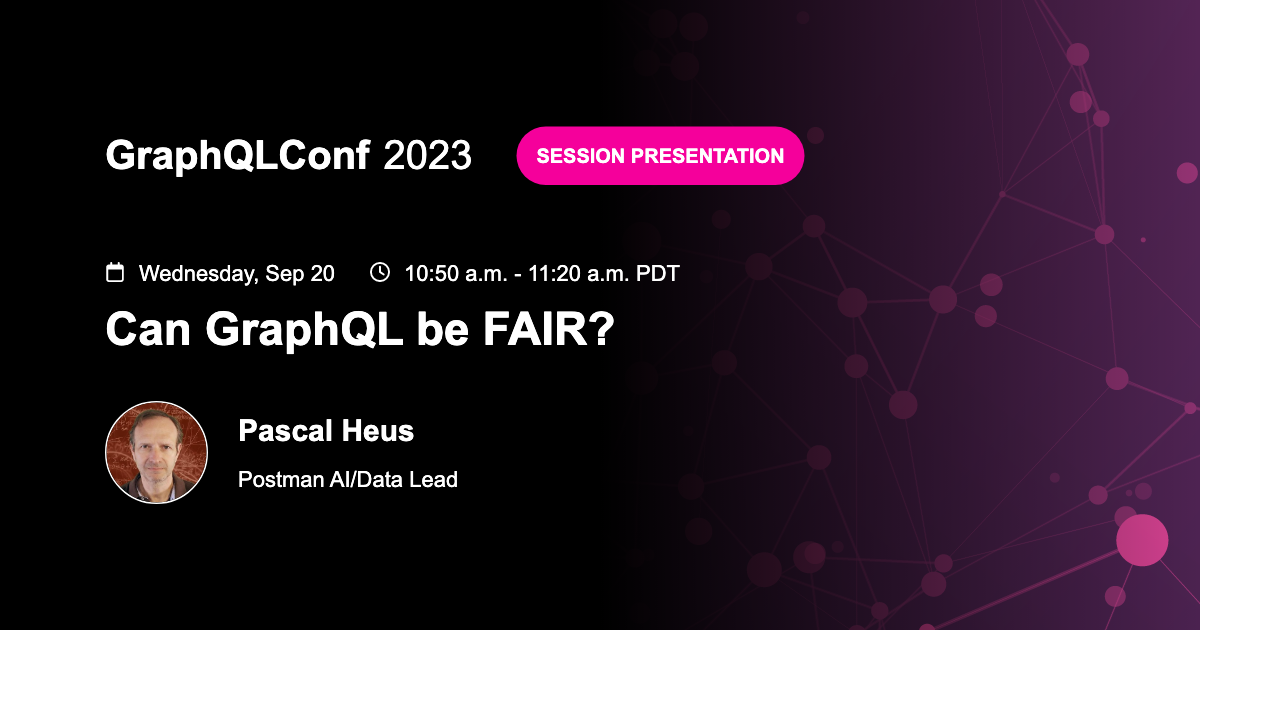 GraphQLConf 2023
SESSION PRESENTATION
Wednesday, Sep 20
10:50 a.m. - 11:20 a.m. PDT
Can GraphQL be FAIR?
Pascal Heus
Postman AI/Data Lead